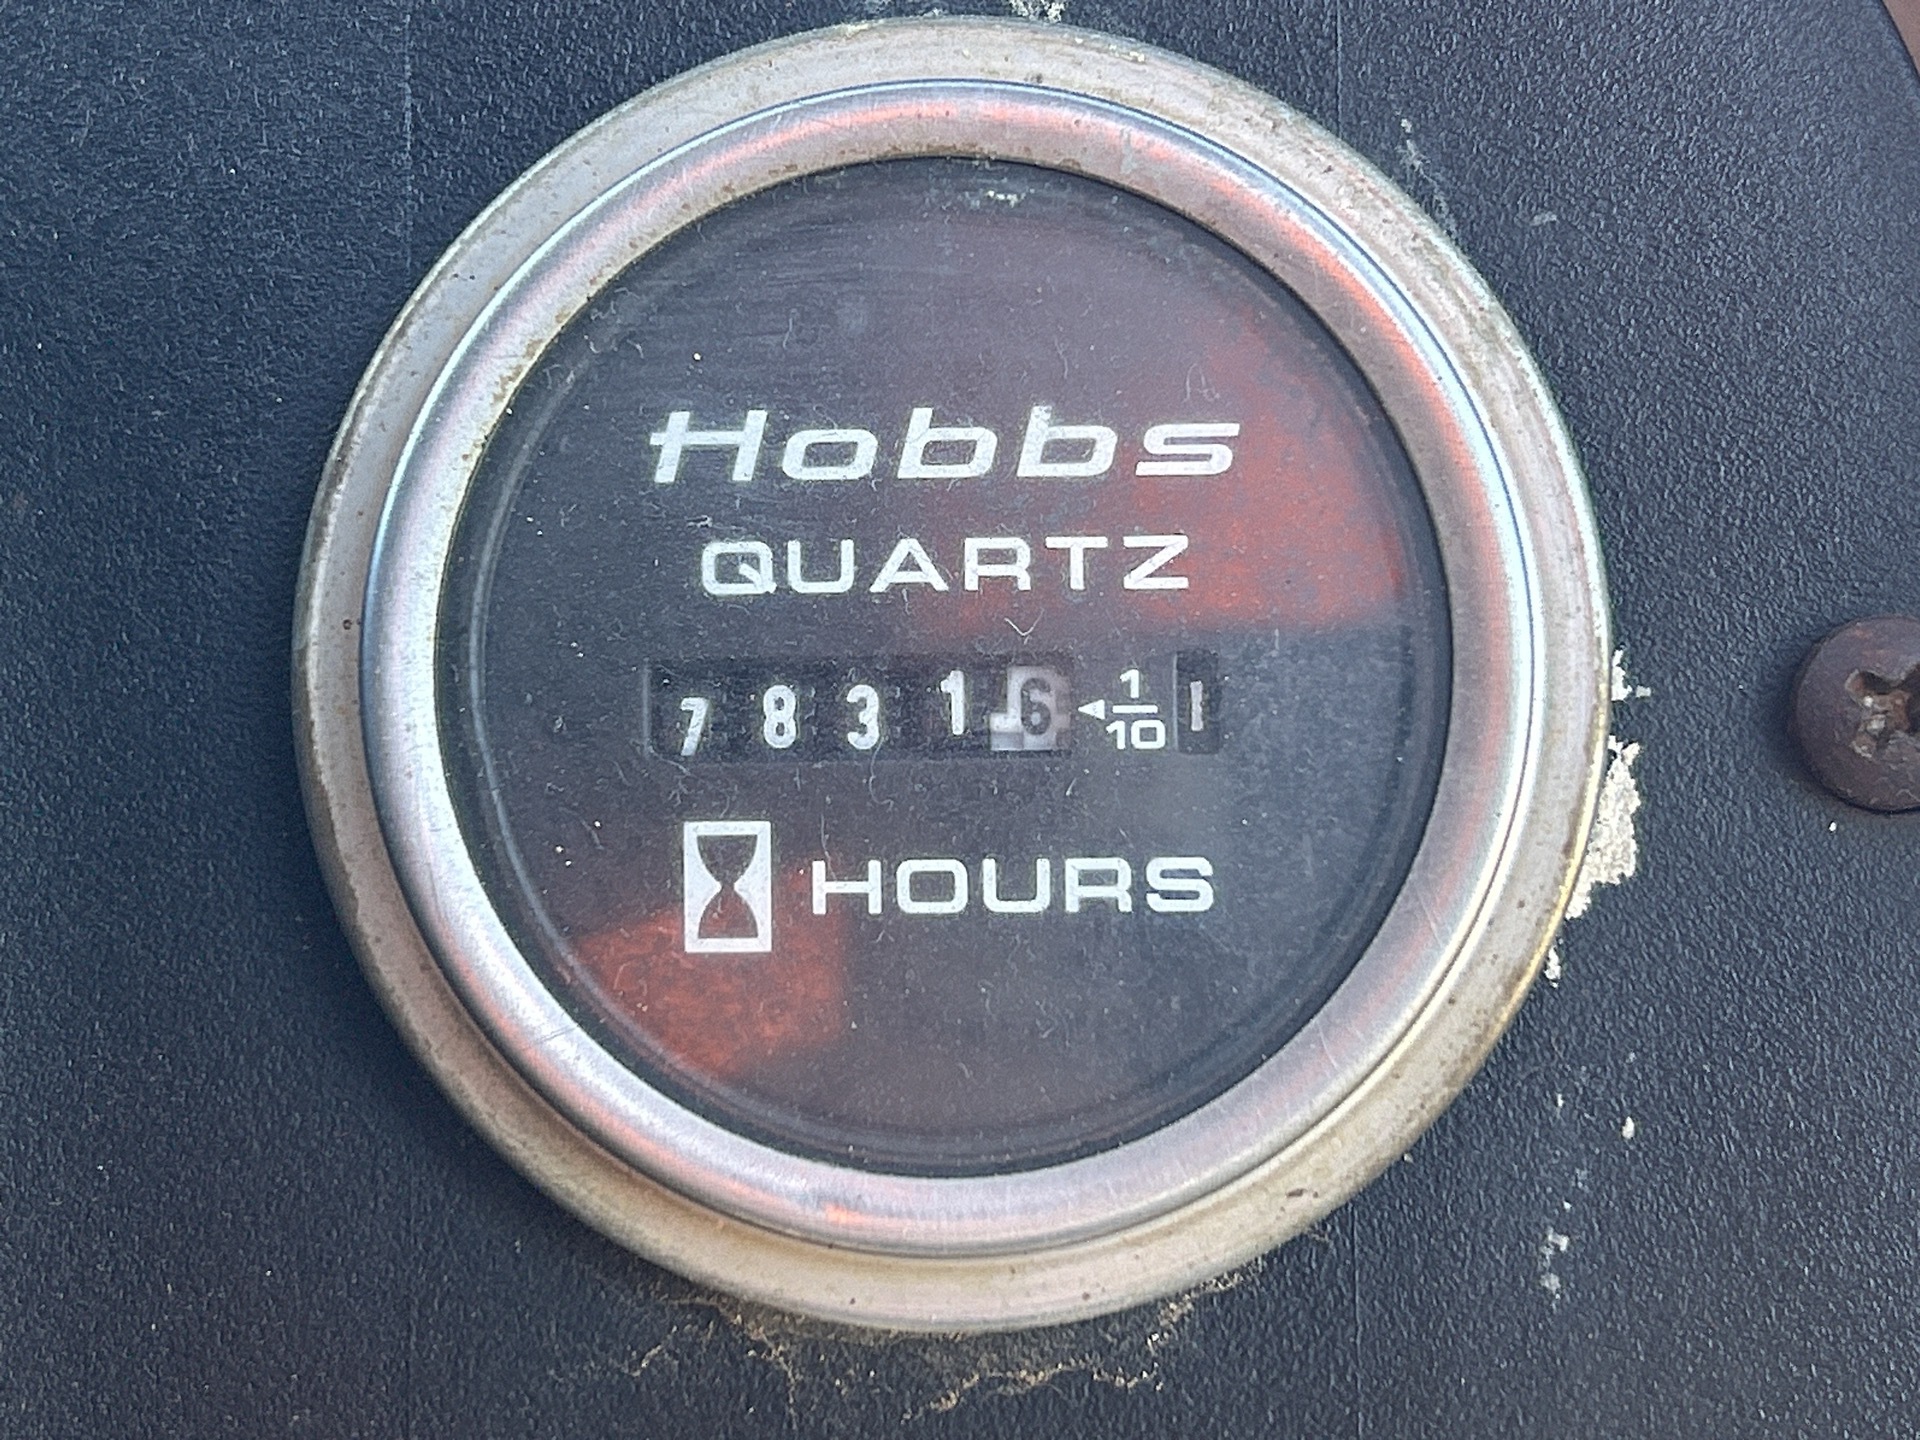 Hobbs
QUARTZ
7 8 3 1 6 ◄ 1/10
HOURS